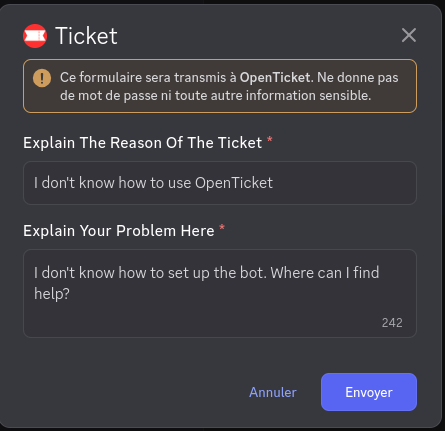 Ticket
Ce formulaire sera transmis à OpenTicket. Ne donne pas
de mot de passe ni toute autre information sensible.
Explain The Reason Of The Ticket *
I don't know how to use OpenTicket
Explain Your Problem Here *
I don't know how to set up the bot. Where can I find
help?
242
Annuler
Envoyer